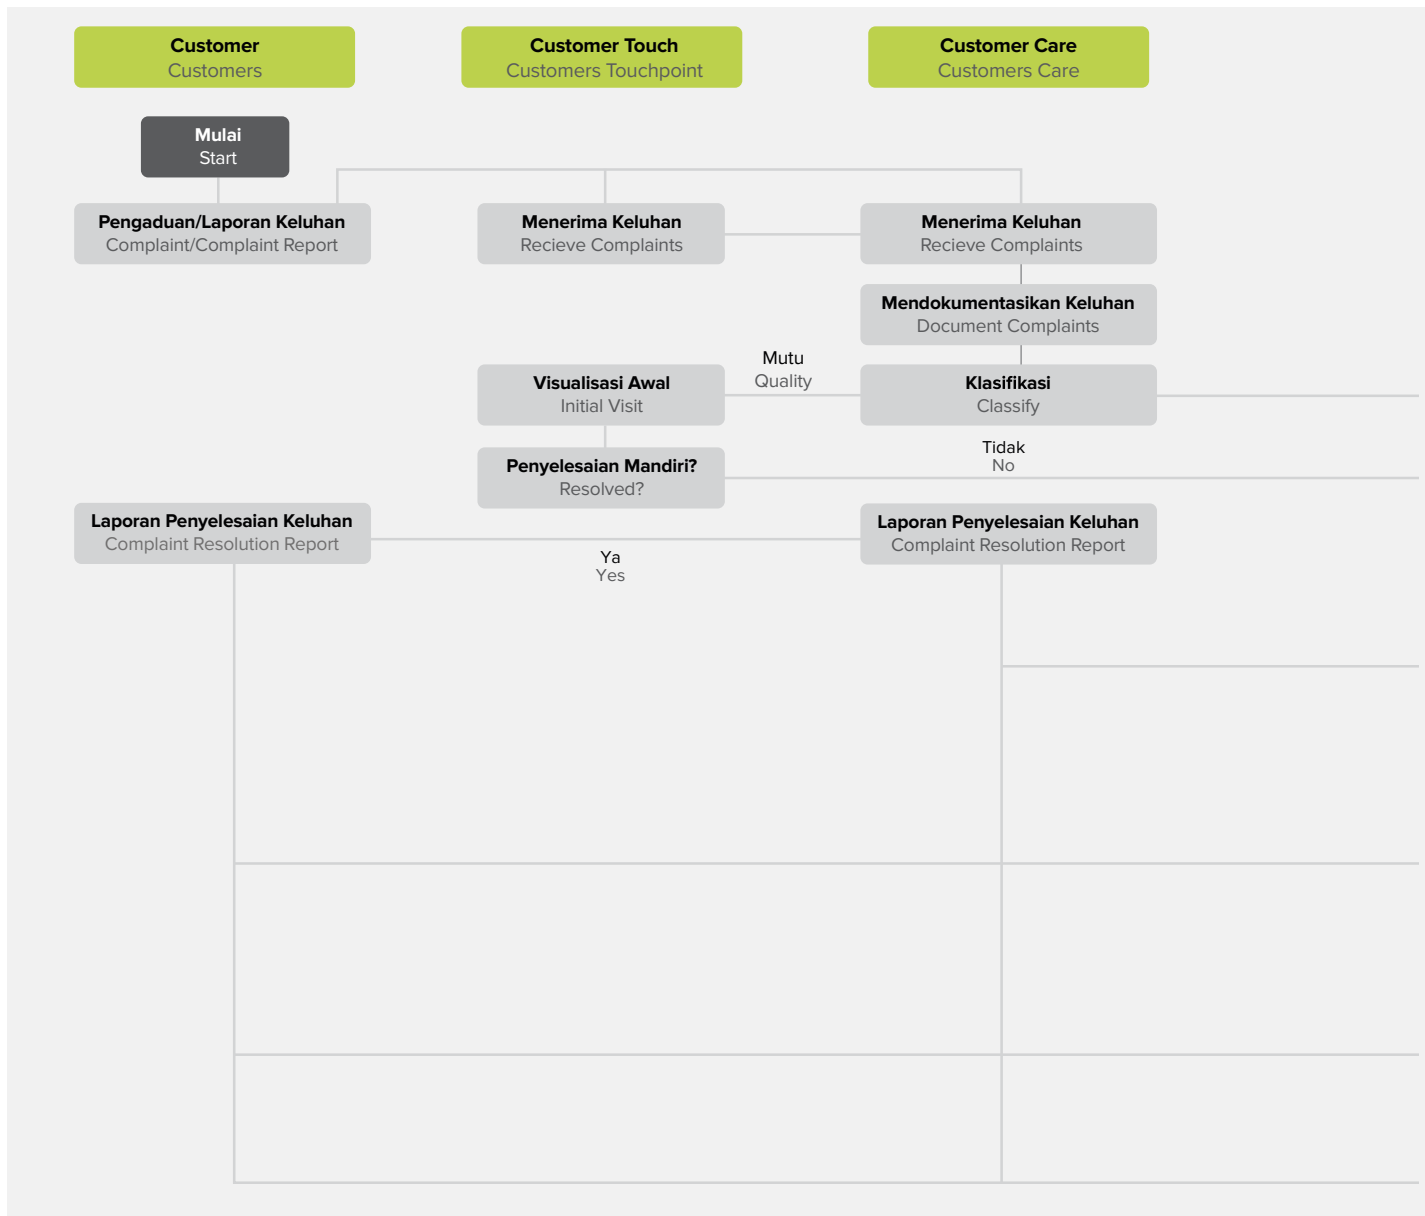 Customer
Customers
Customer Touch
Customers Touchpoint
Customer Care
Customers Care
Mulai
Start
Pengaduan/Laporan Keluhan
Complaint/Complaint Report
Menerima Keluhan
Recieve Complaints
Menerima Keluhan
Recieve Complaints
Mendokumentasikan Keluhan
Document Complaints
Mutu
Quality
Visualisasi Awal
Initial Visit
Klasifikasi
Classify
Tidak
No
Penyelesaian Mandiri?
Resolved?
Laporan Penyelesaian Keluhan
Complaint Resolution Report
Ya
Yes
Laporan Penyelesaian Keluhan
Complaint Resolution Report